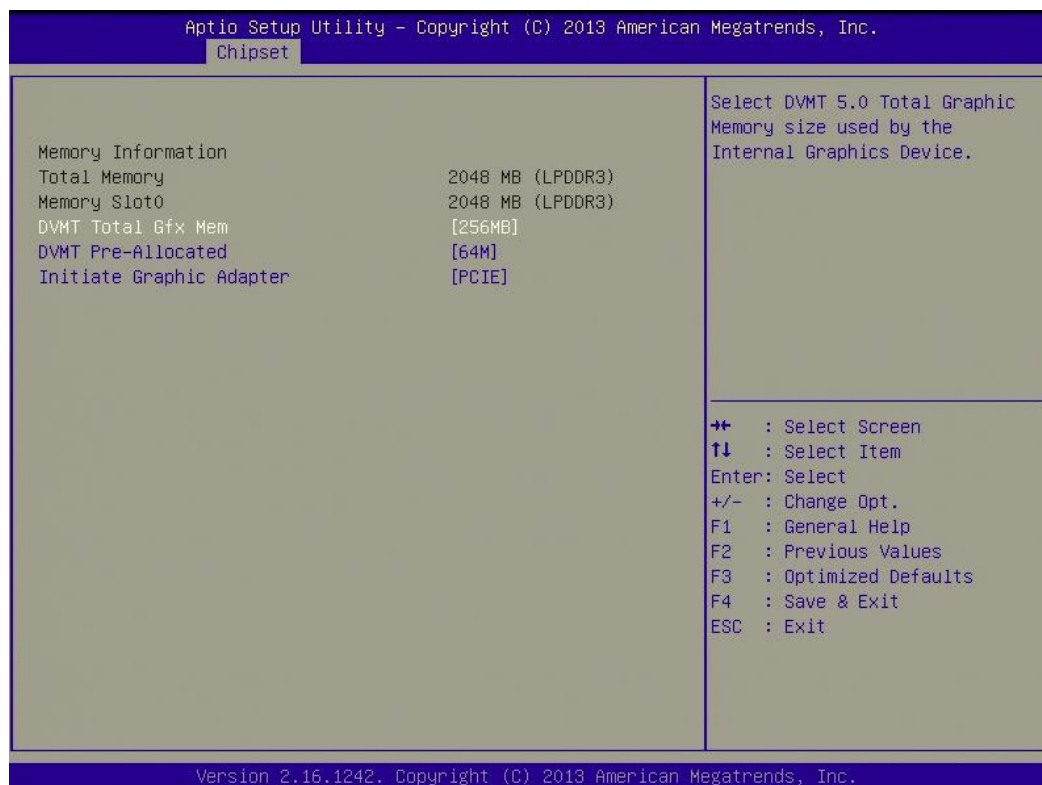 Aptio Setup Utility – Copyright (C) 2013 American Megatrends, Inc.
Chipset
Memory Information
Total Memory 2048 MB (LPDDR3)
Memory Slot0 2048 MB (LPDDR3)
DVMT Total Gfx Mem [256MB]
DVMT Pre-Allocated [64M]
Initiate Graphic Adapter [PCIE]
Select DVMT 5.0 Total Graphic
Memory size used by the
Internal Graphics Device.
→← : Select Screen
↑↓ : Select Item
Enter: Select
+/- : Change Opt.
F1 : General Help
F2 : Previous Values
F3 : Optimized Defaults
F4 : Save & Exit
ESC : Exit
Version 2.16.1242. Copyright (C) 2013 American Megatrends, Inc.